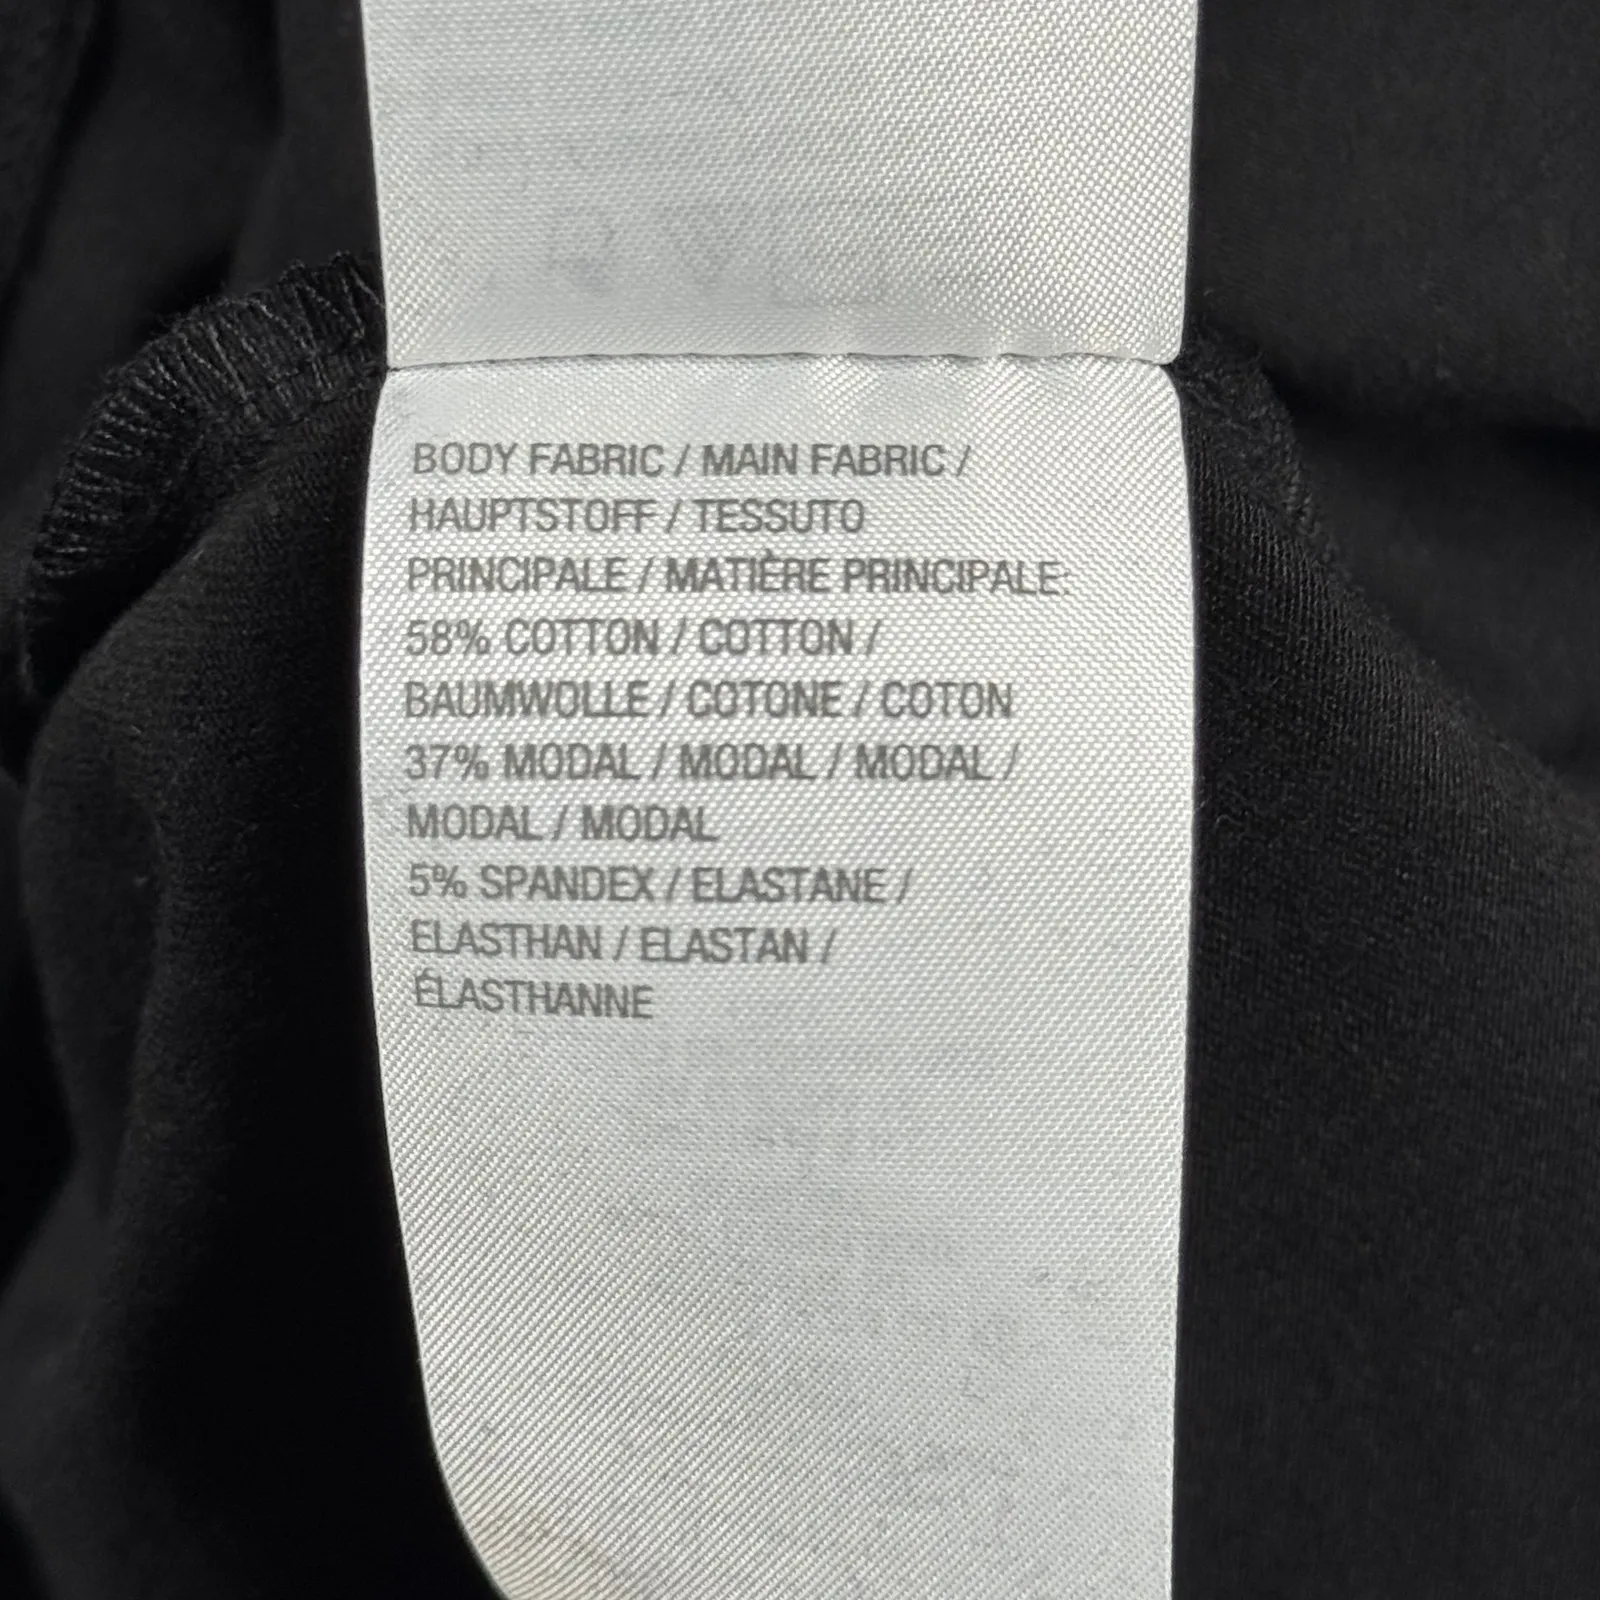 BODY FABRIC / MAIN FABRIC /
HAUPTSTOFF / TESSUTO
PRINCIPALE / MATIÈRE PRINCIPALE:
58% COTTON / COTTON /
BAUMWOLLE / COTONE / COTON
37% MODAL / MODAL / MODAL /
MODAL / MODAL
5% SPANDEX / ELASTANE /
ELASTHAN / ELASTAN /
ÉLASTHANNE